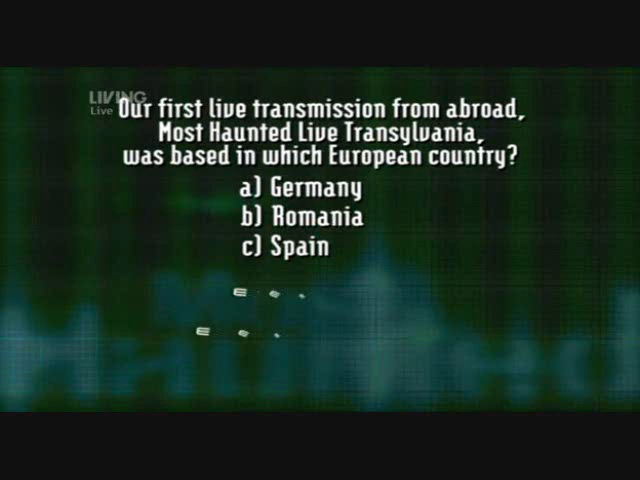 LIVING
Live
Our first live transmission from abroad,
Most Haunted Live Transylvania,
was based in which European country?
a) Germany
b) Romania
c) Spain
Haunted